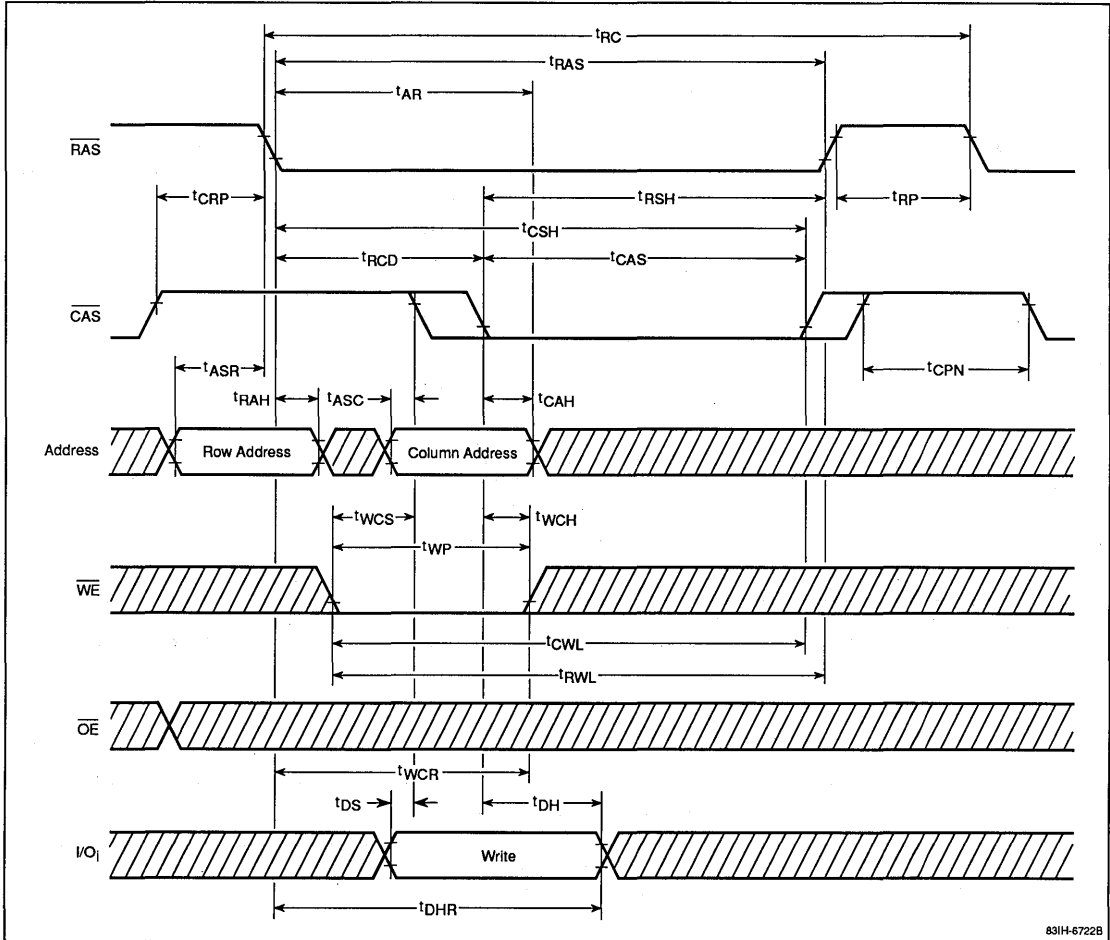 tRC
tRAS
tAR
RAS
tCRP
tRSH
tRP
tCSH
tRCD
tCAS
CAS
tASR
tCPN
tRAH
tASC
tCAH
Address
Row Address
Column Address
tWCS
tWCH
tWP
WE
tCWL
tRWL
OE
tWCR
tDS
tDH
I/Oi
Write
tDHR
83IH-6722B